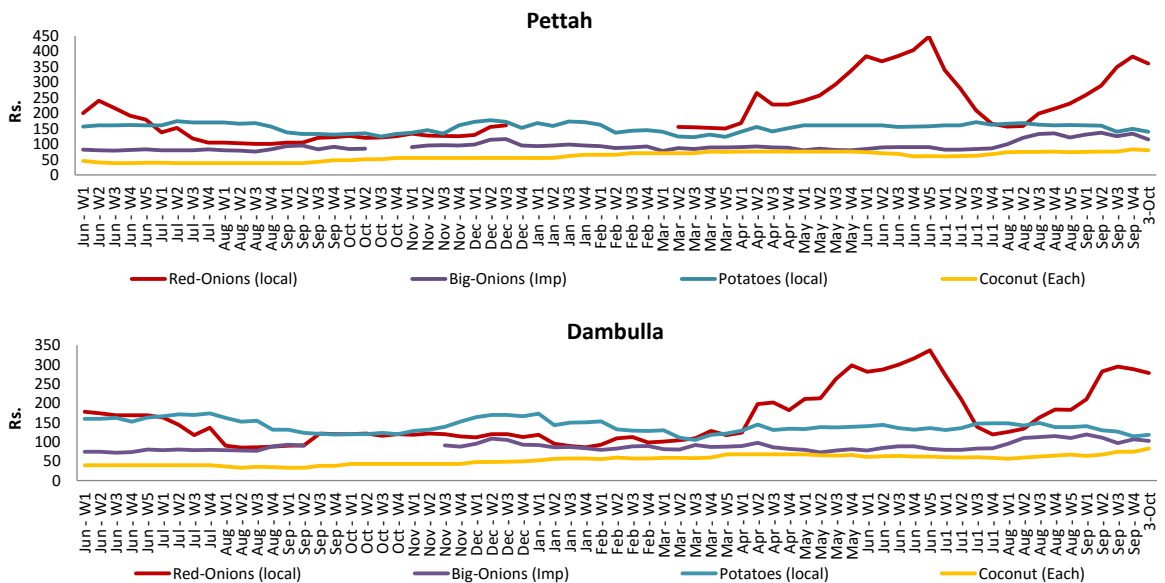 Pettah
Rs.
450
400
350
300
250
200
150
100
50
0
Jun - W1 Jun - W2 Jun - W3 Jun - W4 Jun - W5 Jul - W1 Jul - W2 Jul - W3 Jul - W4 Aug - W1 Aug - W2 Aug - W3 Aug - W4 Sep - W1 Sep - W2 Sep - W3 Sep - W4 Oct - W1 Oct - W2 Oct - W3 Oct - W4 Nov - W1 Nov - W2 Nov - W3 Nov - W4 Dec - W1 Dec - W2 Dec - W3 Dec - W4 Jan - W1 Jan - W2 Jan - W3 Jan - W4 Feb - W1 Feb - W2 Feb - W3 Feb - W4 Mar - W1 Mar - W2 Mar - W3 Mar - W4 Mar - W5 Apr - W1 Apr - W2 Apr - W3 Apr - W4 May - W1 May - W2 May - W3 May - W4 Jun - W1 Jun - W2 Jun - W3 Jun - W4 Jun - W5 Ju1 - W1 Ju1 - W2 Ju1 - W3 Ju1 - W4 Aug - W1 Aug - W2 Aug - W3 Aug - W4 Aug - W5 Sep - W1 Sep - W2 Sep - W3 Sep - W4 3-Oct
Red-Onions (local) Big-Onions (Imp) Potatoes (local) Coconut (Each)
Dambulla
Rs.
350
300
250
200
150
100
50
0
Jun - W1 Jun - W2 Jun - W3 Jun - W4 Jun - W5 Jul - W1 Jul - W2 Jul - W3 Jul - W4 Aug - W1 Aug - W2 Aug - W3 Aug - W4 Sep - W1 Sep - W2 Sep - W3 Sep - W4 Oct - W1 Oct - W2 Oct - W3 Oct - W4 Nov - W1 Nov - W2 Nov - W3 Nov - W4 Dec - W1 Dec - W2 Dec - W3 Dec - W4 Jan - W1 Jan - W2 Jan - W3 Jan - W4 Feb - W1 Feb - W2 Feb - W3 Feb - W4 Mar - W1 Mar - W2 Mar - W3 Mar - W4 Mar - W5 Apr - W1 Apr - W2 Apr - W3 Apr - W4 May - W1 May - W2 May - W3 May - W4 Jun - W1 Jun - W2 Jun - W3 Jun - W4 Jun - W5 Ju1 - W1 Ju1 - W2 Ju1 - W3 Ju1 - W4 Aug - W1 Aug - W2 Aug - W3 Aug - W4 Aug - W5 Sep - W1 Sep - W2 Sep - W3 Sep - W4 3-Oct
Red-Onions (local) Big-Onions (Imp) Potatoes (local) Coconut (Each)